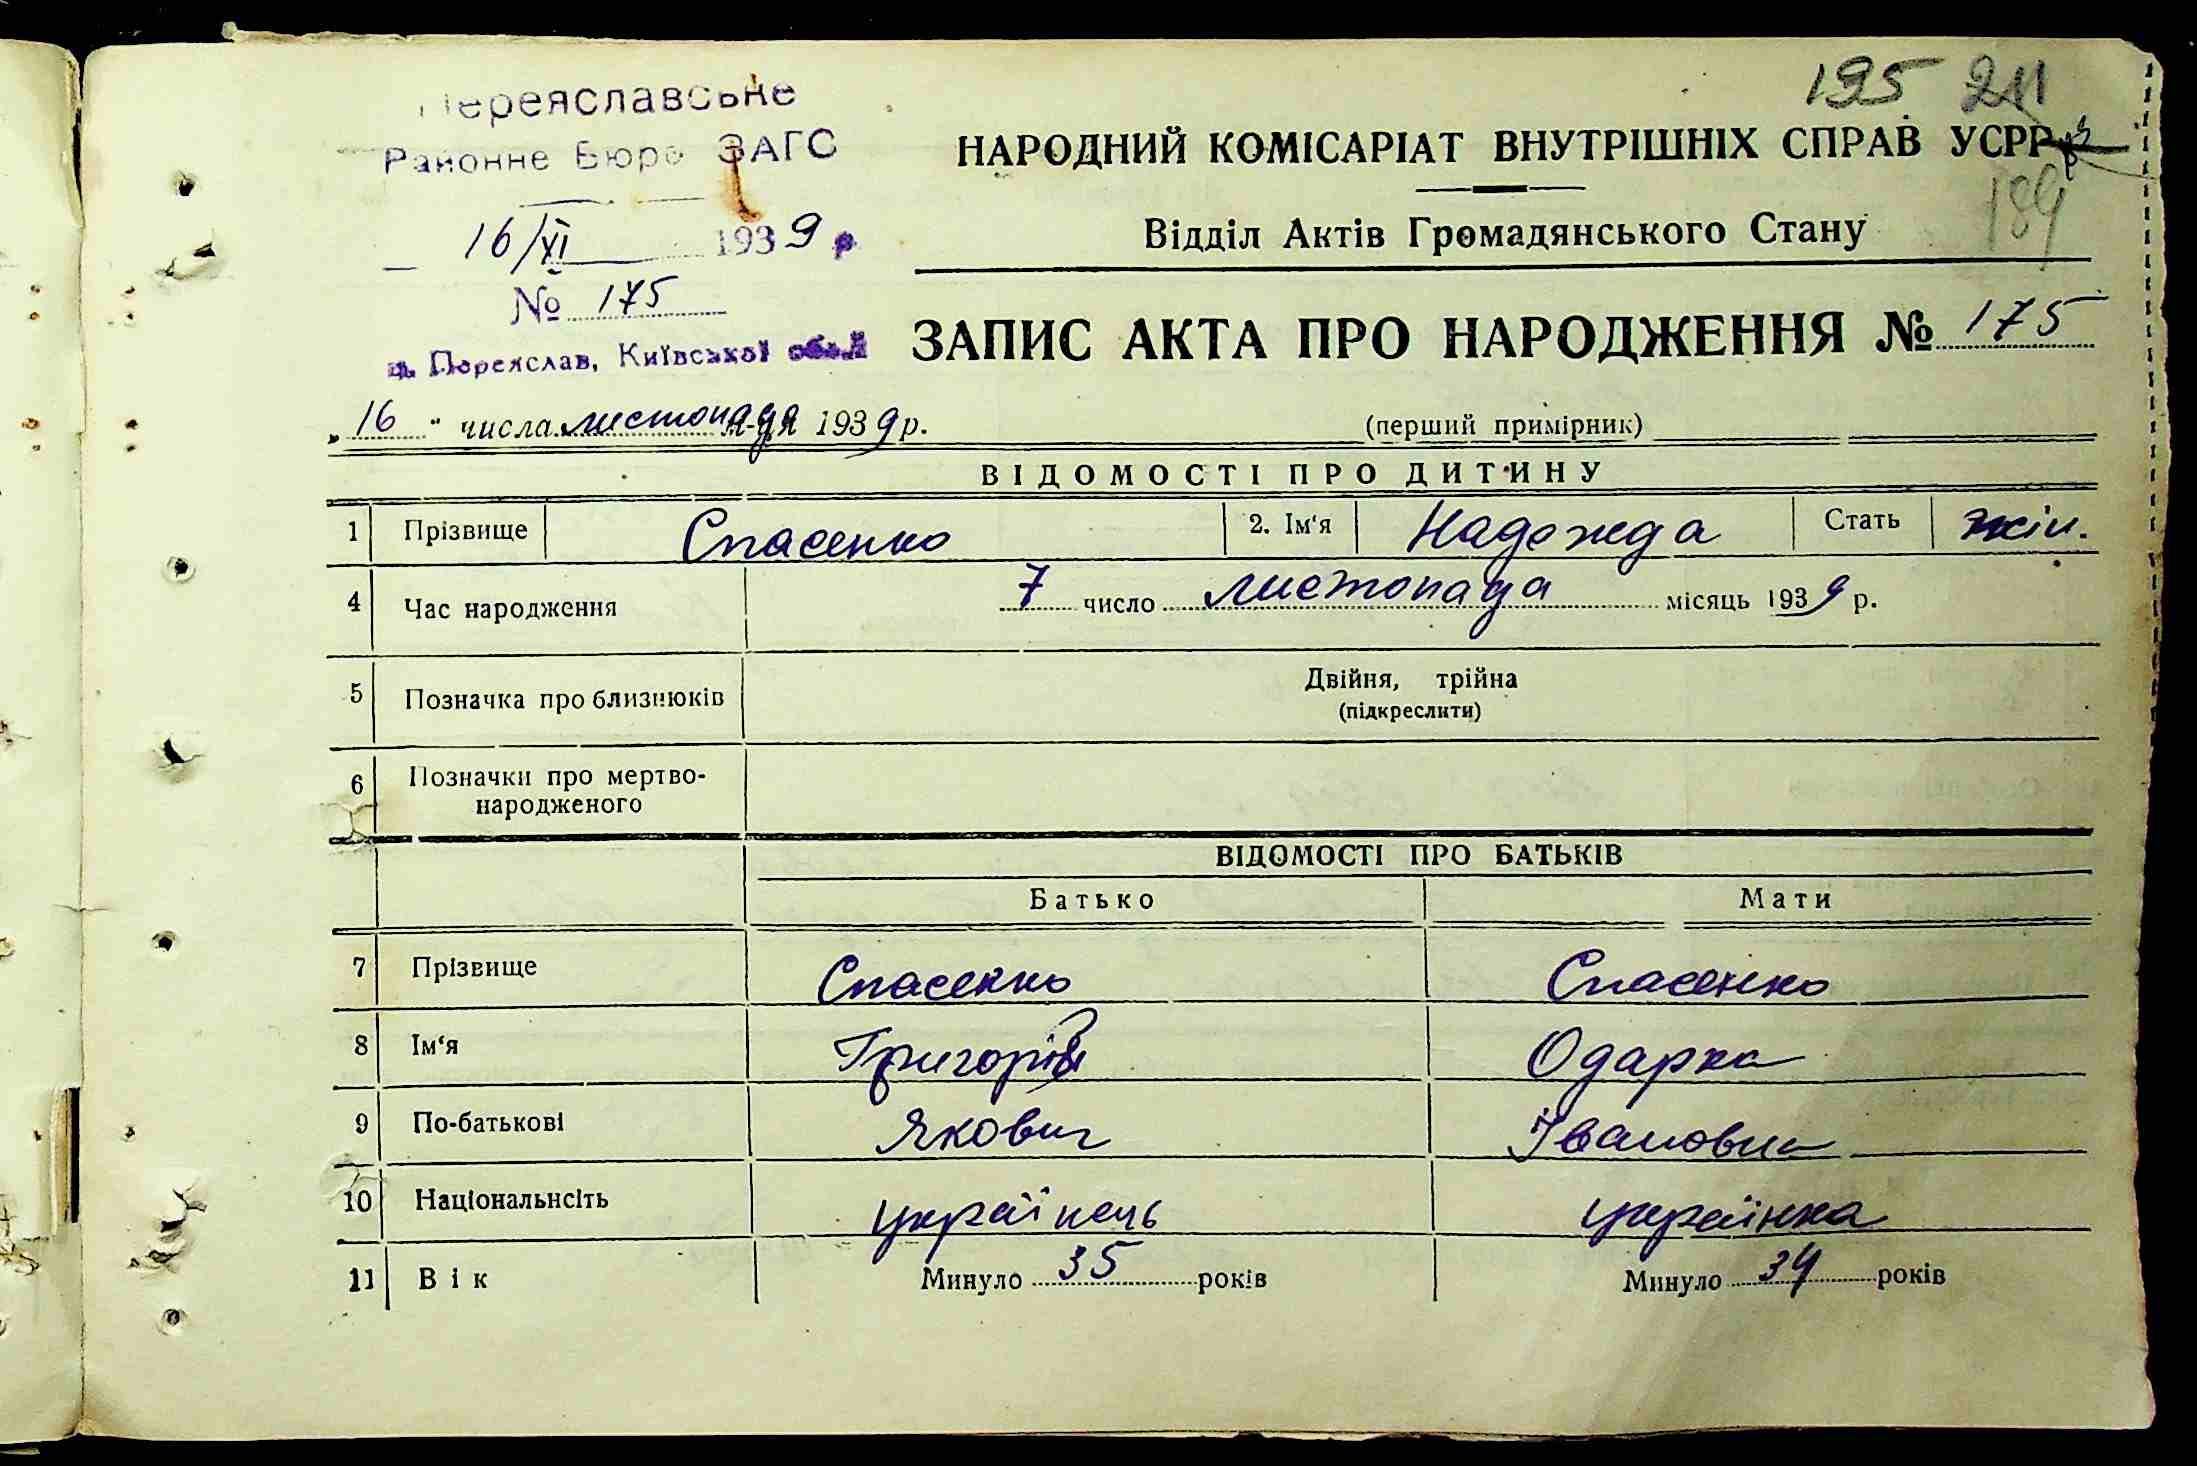 195 211
189
Переяславське
Районне Бюро ЗАГС
16/XI 1939 р
№ 175
м. Переяслав, Київської обл.
НАРОДНИЙ КОМІСАРІАТ ВНУТРІШНІХ СПРАВ УСРР
Відділ Актів Громадянського Стану
ЗАПИС АКТА ПРО НАРОДЖЕННЯ № 175
„16" числа листопада м-ця 1939 р.
(перший примірник)
ВІДОМОСТІ ПРО ДИТИНУ
1 Прізвище Спасенко 2. Ім'я Надежда Стать жін.
4 Час народження 7 число листопада місяць 1939 р.
5 Позначка про близнюків Двійня, трійна
(підкреслити)
6 Позначки про мертво-
народженого
ВІДОМОСТІ ПРО БАТЬКІВ
Батько Мати
7 Прізвище Спасенко Спасенко
8 Ім'я Григорій Одарка
9 По-батькові Якович Івановна
10 Національнсіть українець українка
11 Вік Минуло 35 років Минуло 34 років